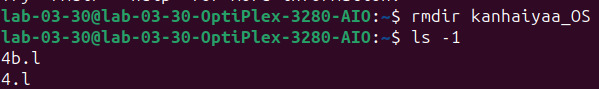 lab-03-30@lab-03-30-OptiPlex-3280-AIO:~$ rmdir kanhaiyaa_OS
lab-03-30@lab-03-30-OptiPlex-3280-AIO:~$ ls -1
4b.l
4.l